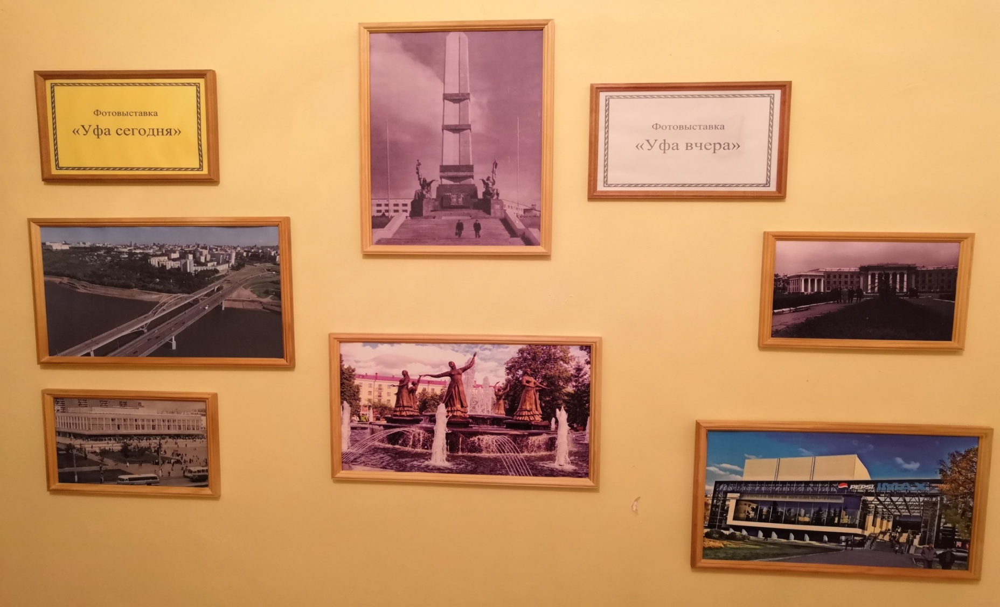 Фотовыставка
«Уфа сегодня»
Фотовыставка
«Уфа вчера»
PEPSI IMAX